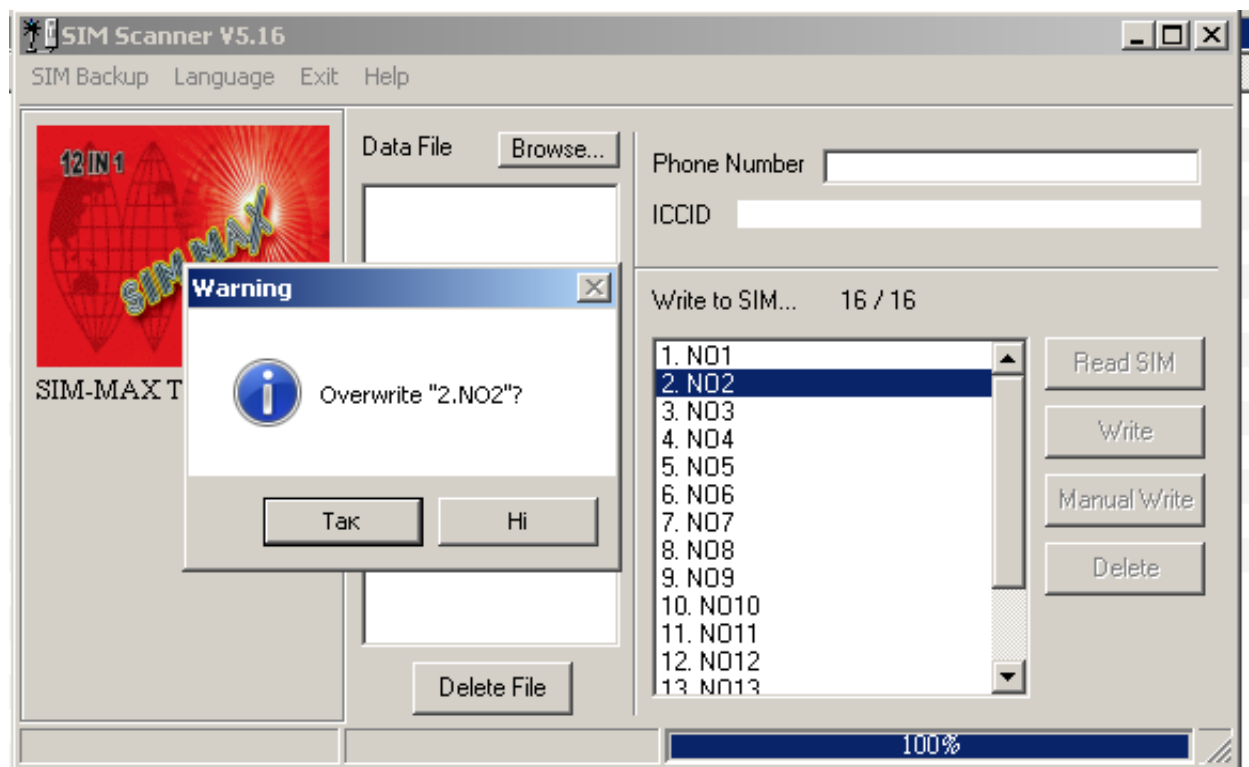 SIM Scanner V5.16
SIM Backup Language Exit Help
12 IN 1
SIM MAX
SIM-MAX T
Data File
Browse...
Phone Number
ICCID
Warning
Overwrite "2.NO2"?
Так
Ні
Delete File
Write to SIM... 16 / 16
1. NO1
2. NO2
3. NO3
4. NO4
5. NO5
6. NO6
7. NO7
8. NO8
9. NO9
10. NO10
11. NO11
12. NO12
13. NO13
Read SIM
Write
Manual Write
Delete
100%